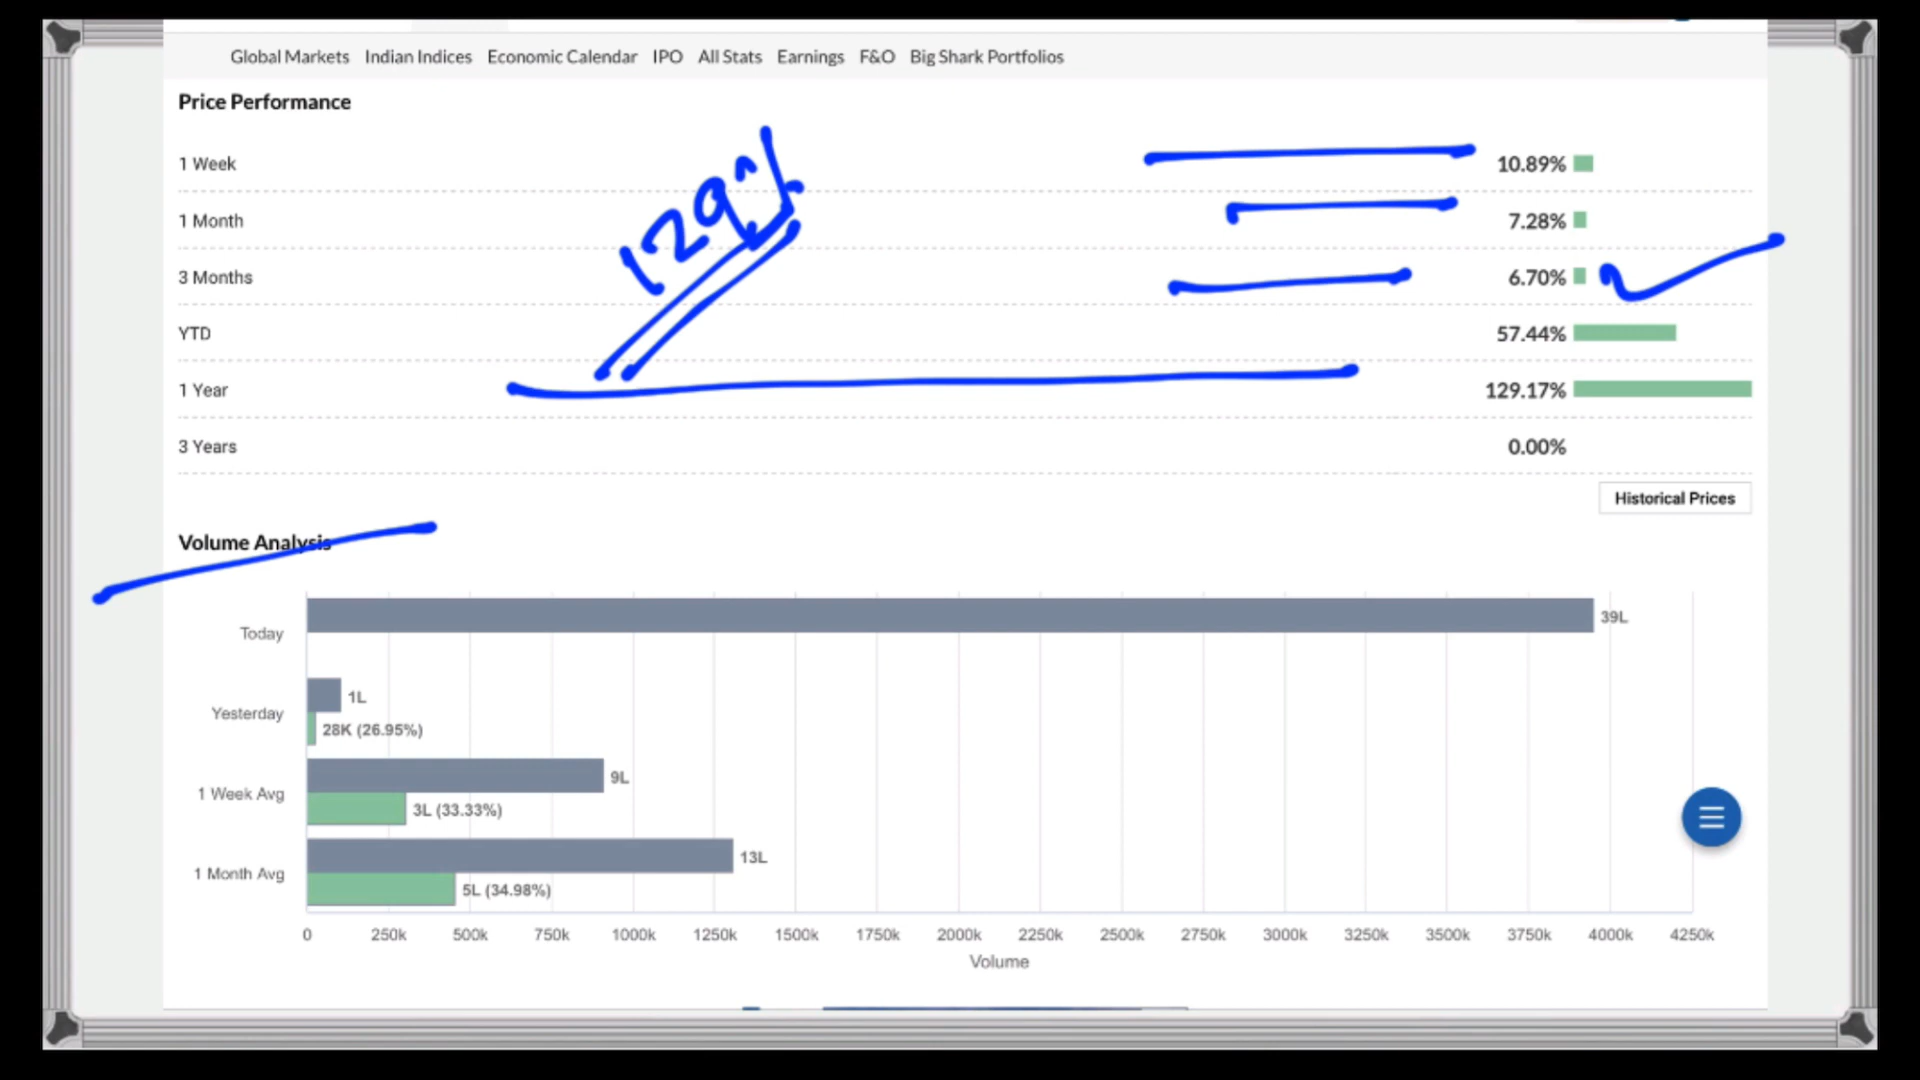 Global Markets Indian Indices Economic Calendar IPO All Stats Earnings F&O Big Shark Portfolios
Price Performance
1 Week 10.89%
1 Month 7.28%
3 Months 6.70%
YTD 57.44%
1 Year 129.17%
3 Years 0.00%
129%
Historical Prices
Volume Analysis
Today 39L
Yesterday 1L
28K (26.95%)
1 Week Avg 9L
3L (33.33%)
1 Month Avg 13L
5L (34.98%)
0 250k 500k 750k 1000k 1250k 1500k 1750k 2000k 2250k 2500k 2750k 3000k 3250k 3500k 3750k 4000k 4250k
Volume